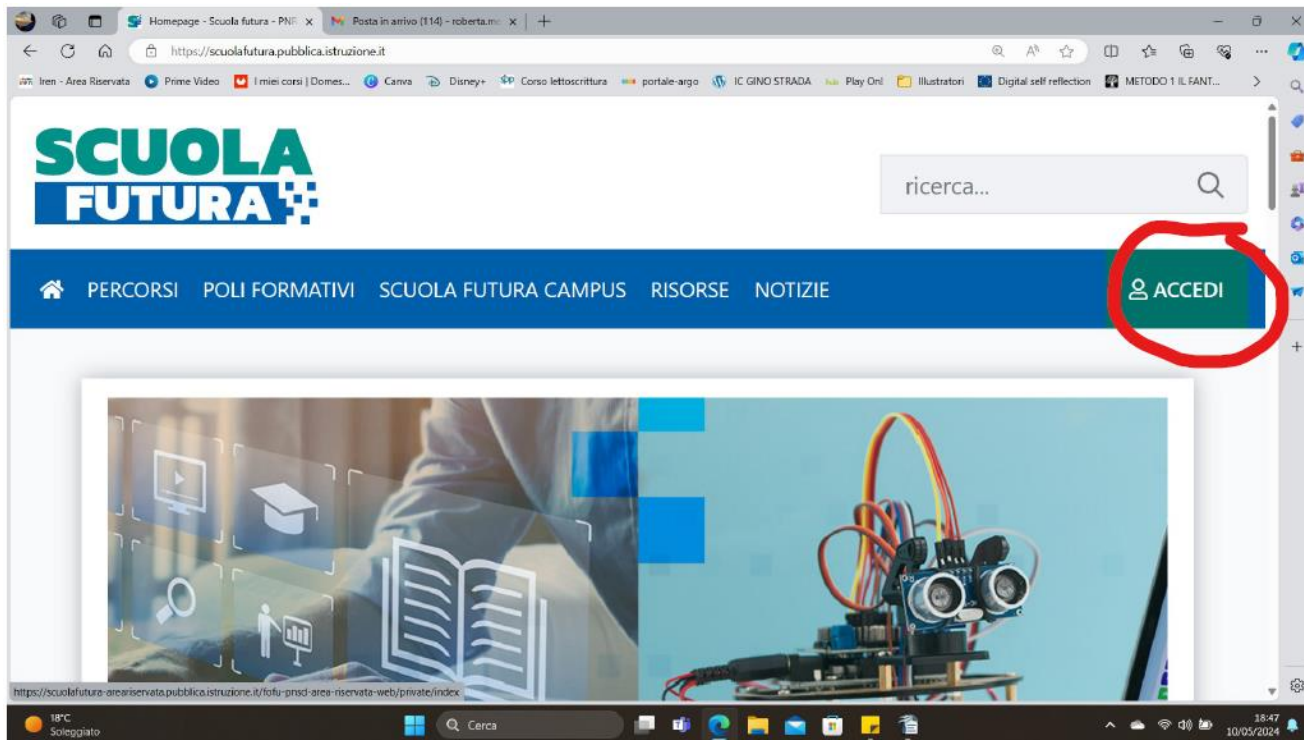 Homepage - Scuola futura - PNR
Posta in arrivo (114) - roberta.mc
https://scuolafutura.pubblica.istruzione.it
Iren - Area Riservata
Prime Video
I miei corsi | Domes...
Canva
Disney+
Corso lettoscrittura
portale-argo
IC GINO STRADA
Play On!
Illustratori
Digital self reflection
METODO 1 IL FANT...
SCUOLA
FUTURA
ricerca...
PERCORSI POLI FORMATIVI SCUOLA FUTURA CAMPUS RISORSE NOTIZIE ACCEDI
https://scuolafutura-areariservata.pubblica.istruzione.it/fofu-pnsd-area-riservata-web/private/index
18°C
Soleggiato
Cerca
18:47
10/05/2024